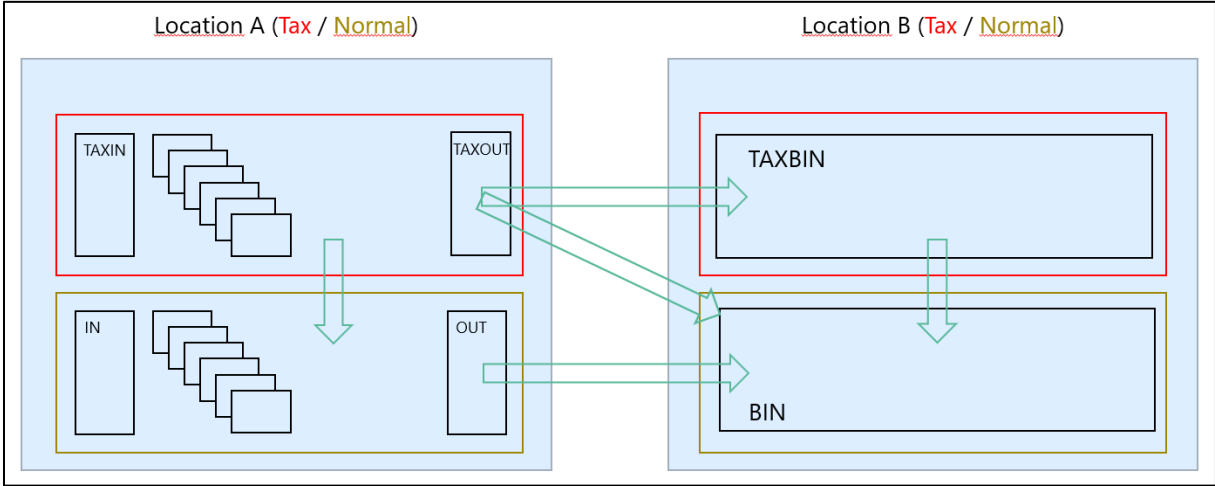 Location A (Tax / Normal)
Location B (Tax / Normal)
TAXIN
TAXOUT
TAXBIN
IN
OUT
BIN